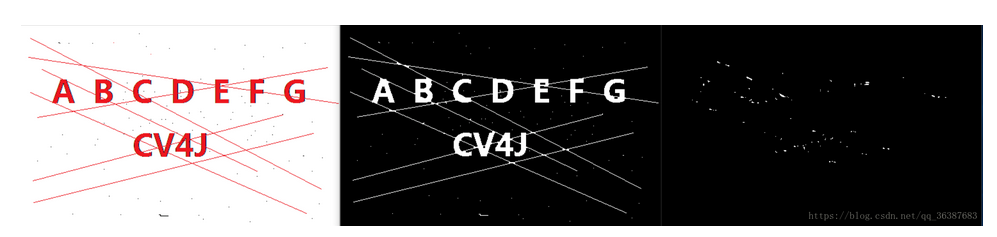 A B C D E F G
CV4J
A B C D E F G
CV4J
https://blog.csdn.net/qq_36387683